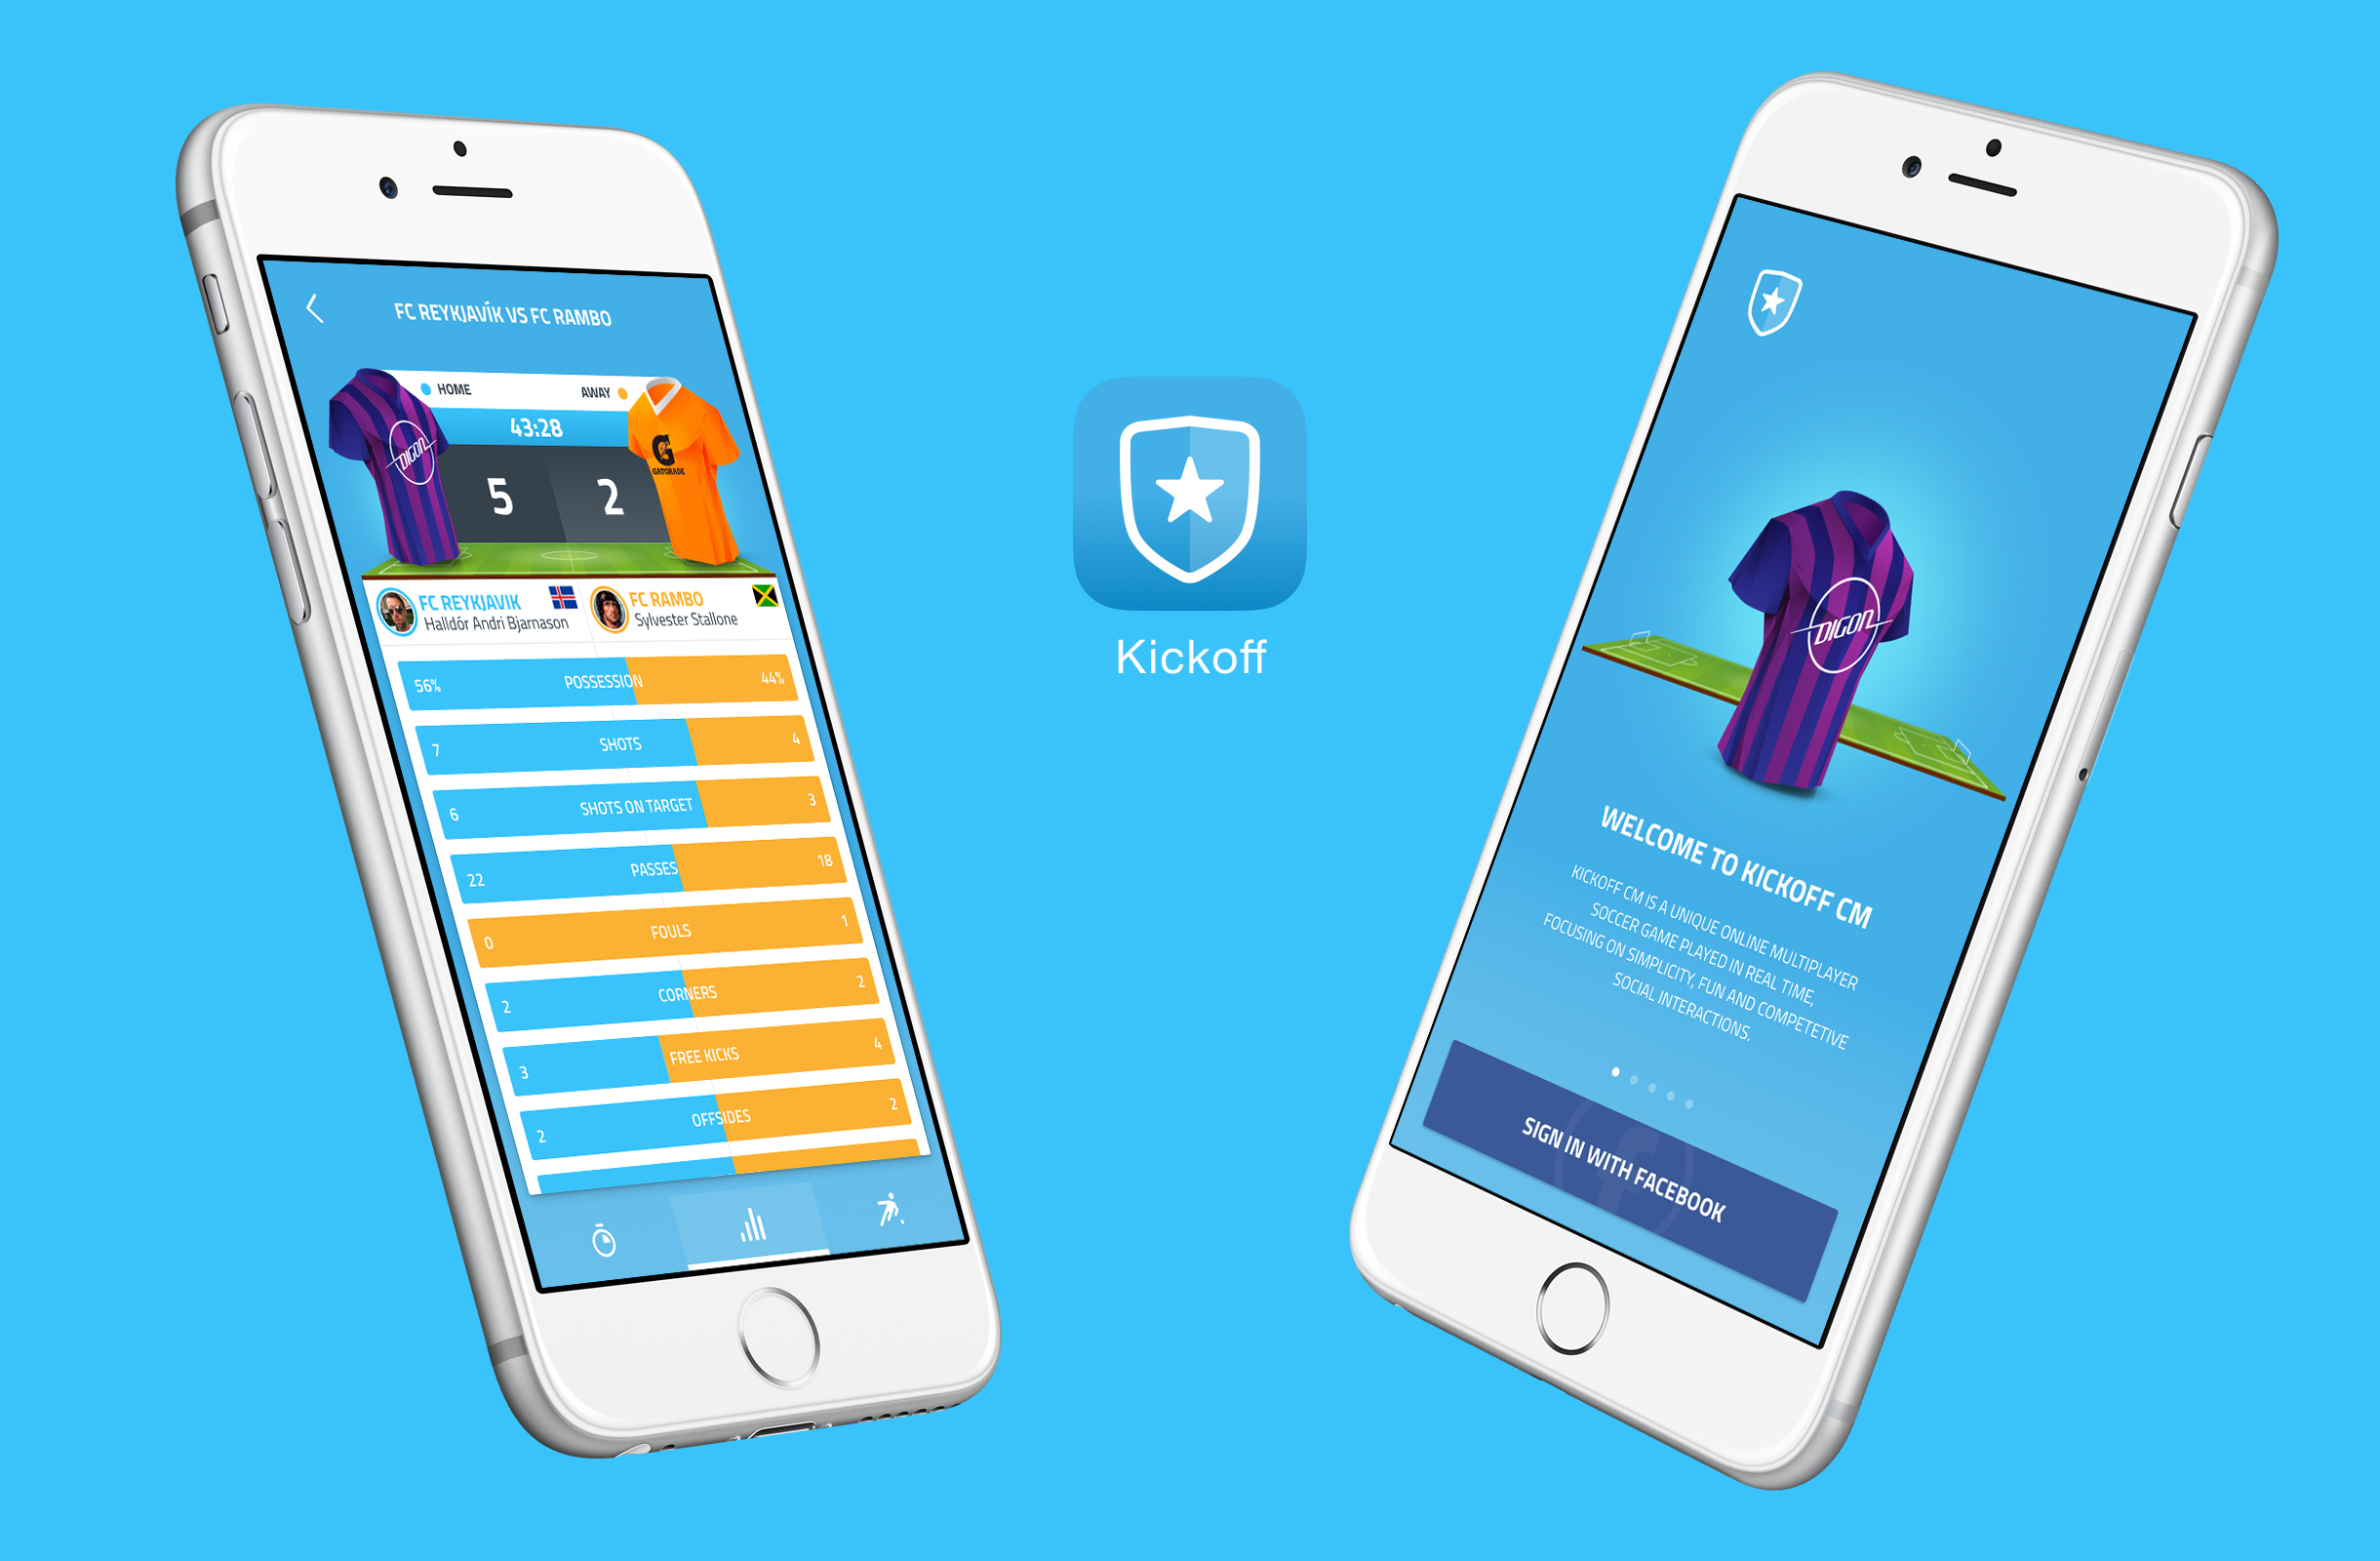 FC REYKJAVÍK VS FC RAMBO
HOME
AWAY
43:28
DIGON
G
GATORADE
5
2
FC REYKJAVIK
Halldór Andri Bjarnason
FC RAMBO
Sylvester Stallone
56% POSSESSION 44%
7 SHOTS 4
6 SHOTS ON TARGET 3
22 PASSES 18
0 FOULS 1
2 CORNERS 2
3 FREE KICKS 4
2 OFFSIDES 2
Kickoff
DIGON
WELCOME TO KICKOFF CM
KICKOFF CM IS A UNIQUE ONLINE MULTIPLAYER
SOCCER GAME PLAYED IN REAL TIME,
FOCUSING ON SIMPLICITY, FUN AND COMPETETIVE
SOCIAL INTERACTIONS.
f
SIGN IN WITH FACEBOOK